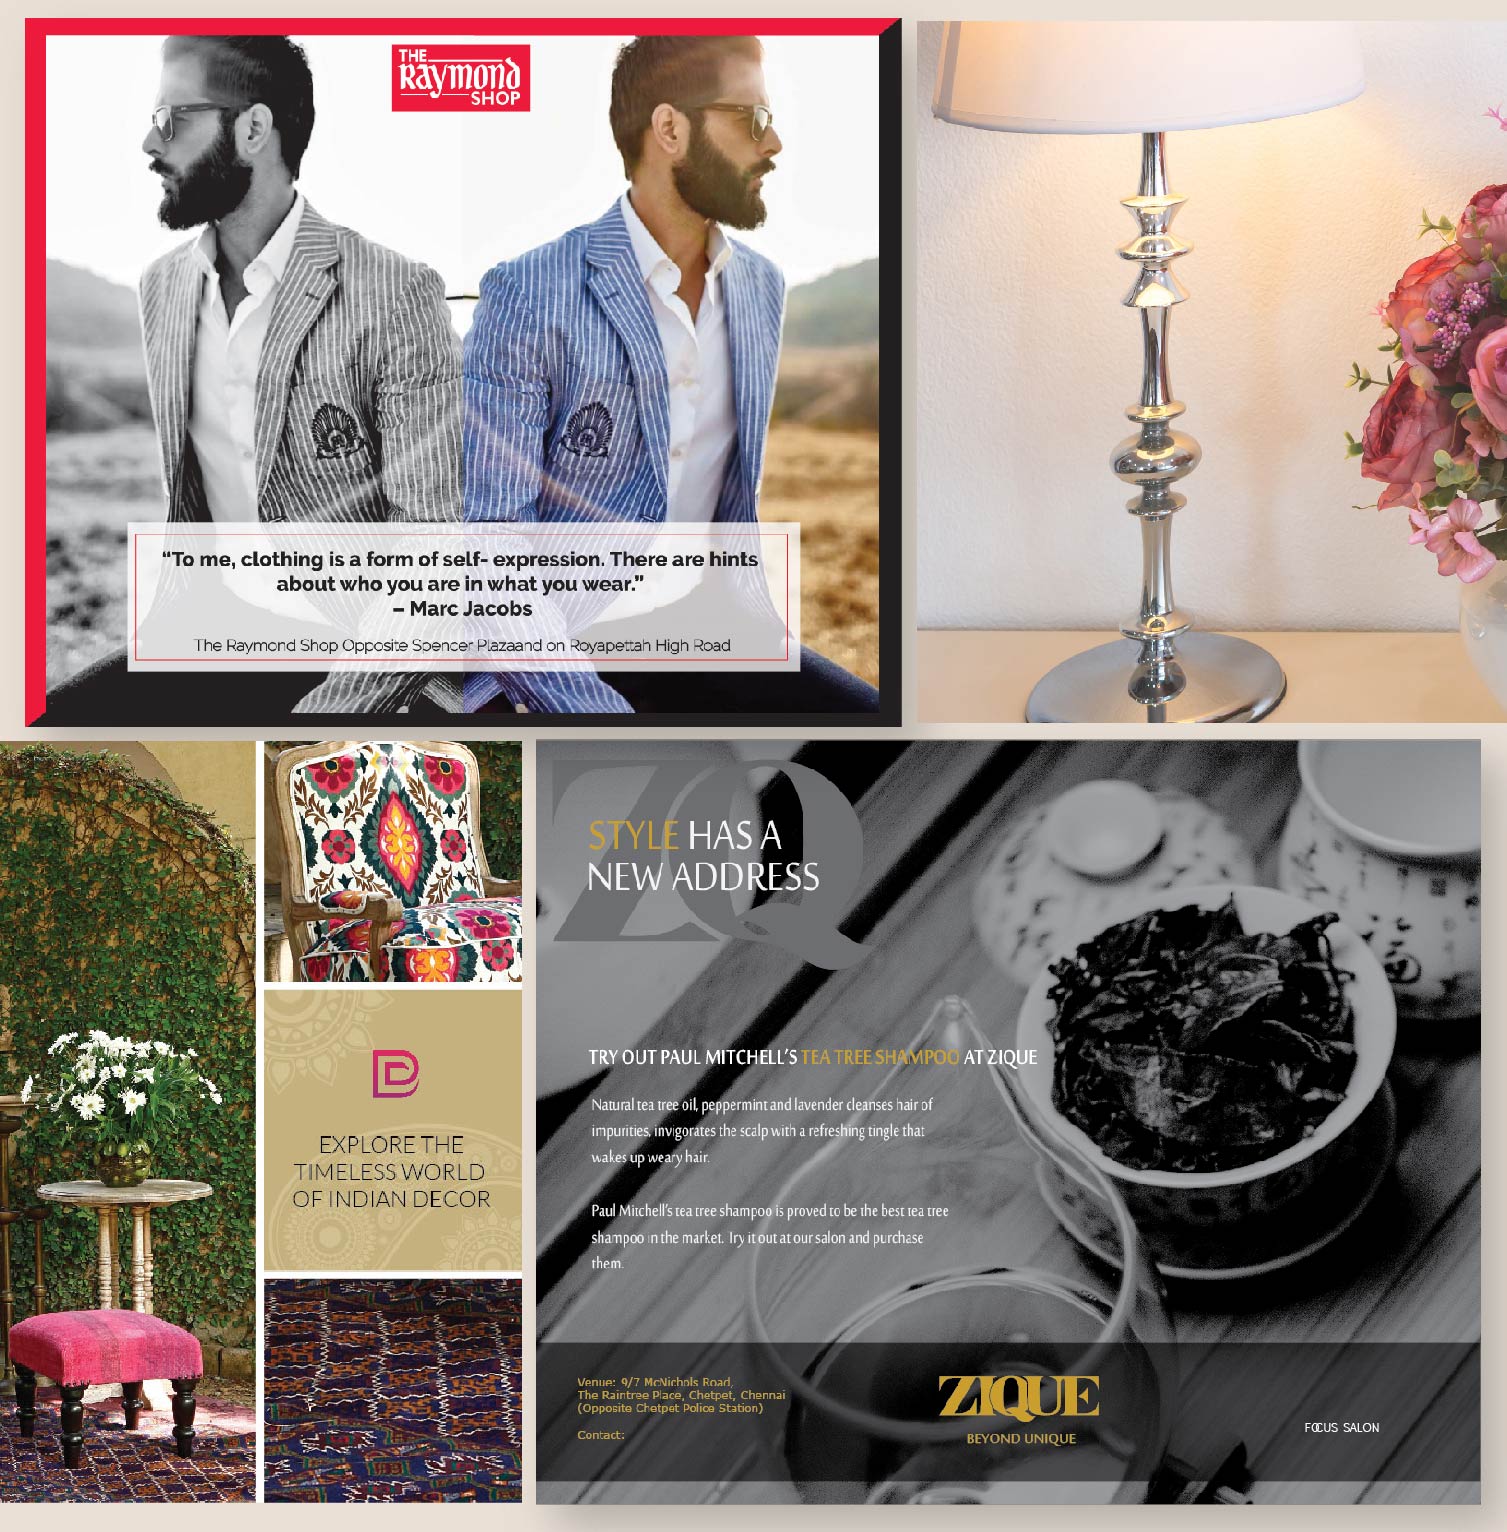 THE
Raymond
SHOP
“To me, clothing is a form of self- expression. There are hints
about who you are in what you wear.”
– Marc Jacobs
The Raymond Shop Opposite Spencer Plazaand on Royapettah High Road
EXPLORE THE
TIMELESS WORLD
OF INDIAN DECOR
ZQ
STYLE HAS A
NEW ADDRESS
TRY OUT PAUL MITCHELL’S TEA TREE SHAMPOO AT ZIQUE
Natural tea tree oil, peppermint and lavender cleanses hair of
impurities, invigorates the scalp with a refreshing tingle that
wakes up weary hair.
Paul Mitchell’s tea tree shampoo is proved to be the best tea tree
shampoo in the market. Try it out at our salon and purchase
them.
Venue: 9/7 McNichols Road,
The Raintree Place, Chetpet, Chennai
(Opposite Chetpet Police Station)
Contact:
ZIQUE
BEYOND UNIQUE
FOCUS SALON